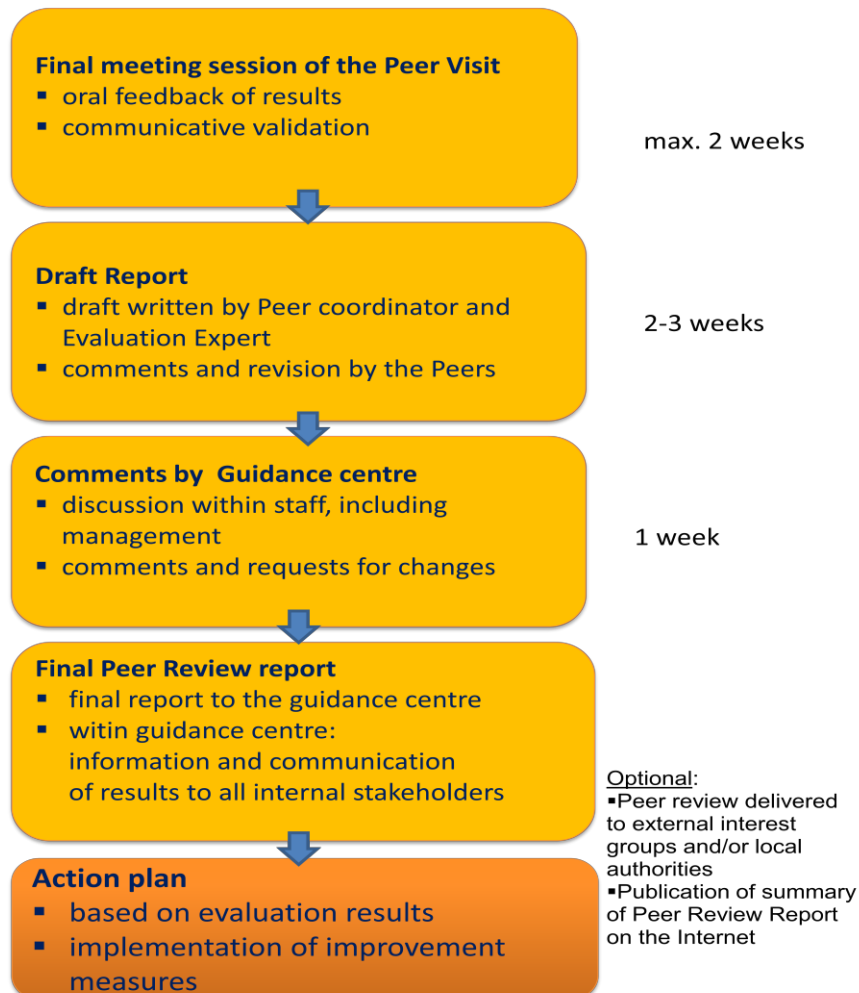 Final meeting session of the Peer Visit
▪ oral feedback of results
▪ communicative validation
max. 2 weeks
Draft Report
▪ draft written by Peer coordinator and
Evaluation Expert
▪ comments and revision by the Peers
2-3 weeks
Comments by Guidance centre
▪ discussion within staff, including
management
▪ comments and requests for changes
1 week
Final Peer Review report
▪ final report to the guidance centre
▪ witin guidance centre:
information and communication
of results to all internal stakeholders
Optional:
▪Peer review delivered
to external interest
groups and/or local
authorities
▪Publication of summary
of Peer Review Report
on the Internet
Action plan
▪ based on evaluation results
▪ implementation of improvement
measures